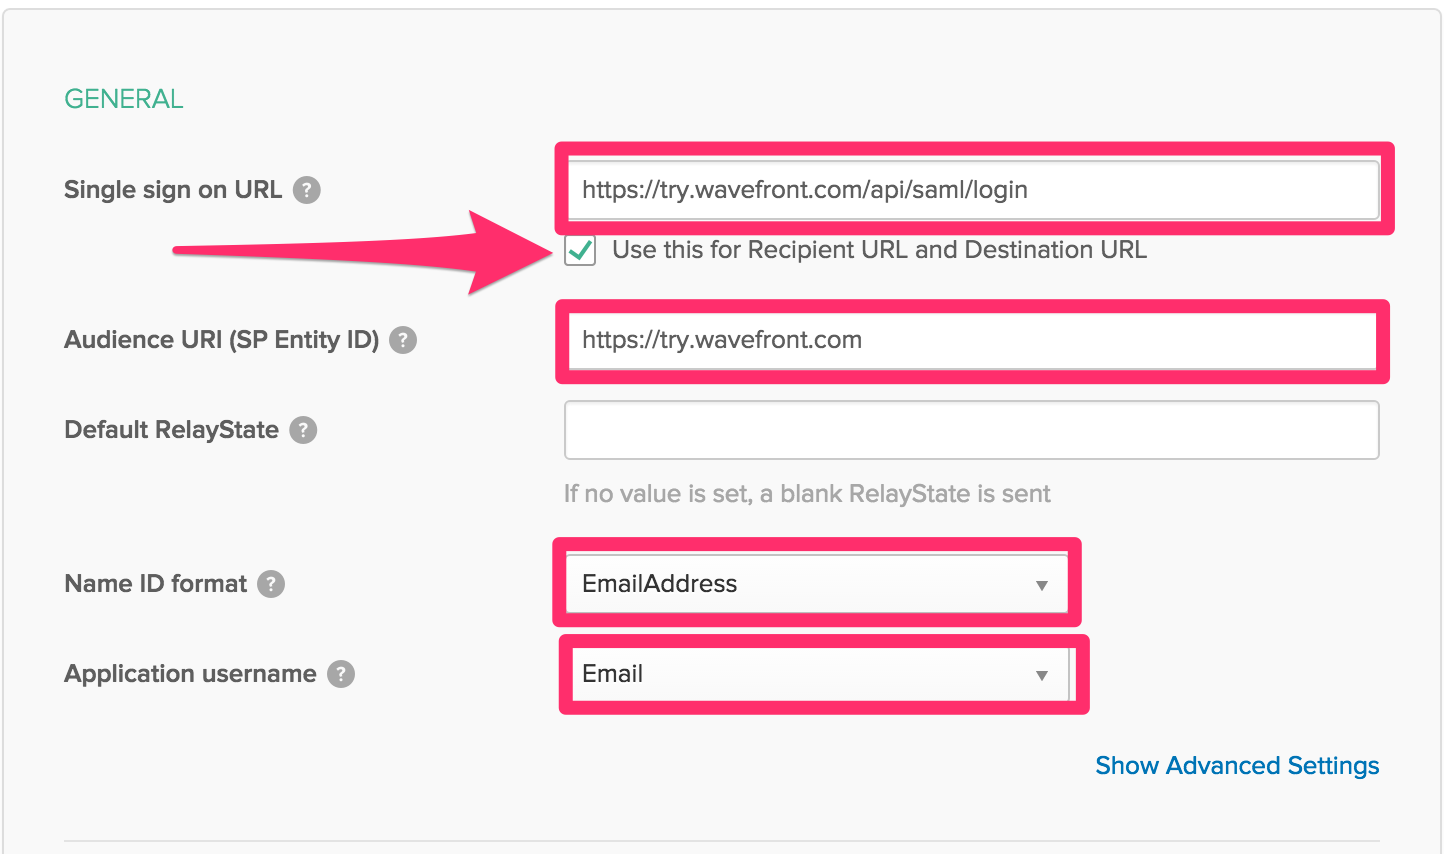 GENERAL
Single sign on URL ?
https://try.wavefront.com/api/saml/login
Use this for Recipient URL and Destination URL
Audience URI (SP Entity ID) ?
https://try.wavefront.com
Default RelayState ?
If no value is set, a blank RelayState is sent
Name ID format ?
EmailAddress
Application username ?
Email
Show Advanced Settings